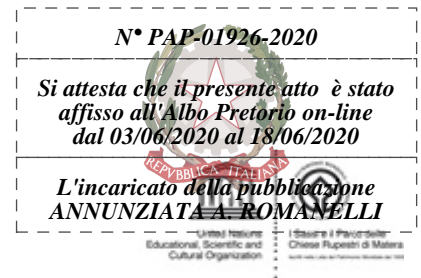 N° PAP-01926-2020
Si attesta che il presente atto è stato
affisso all'Albo Pretorio on-line
dal 03/06/2020 al 18/06/2020
REPVBBLICA ITALIANA
L'incaricato della pubblicazione
ANNUNZIATA A. ROMANELLI
United Nations
Educational, Scientific and
Cultural Organization
I Sassi e il Parco delle
Chiese Rupestri di Matera